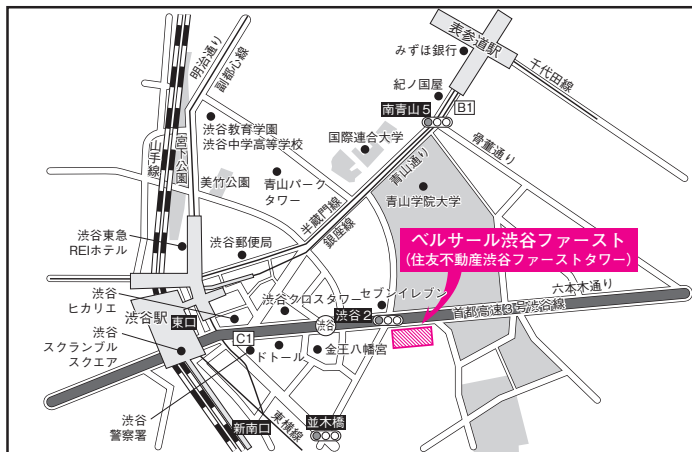 表参道駅
みずほ銀行
千代田線
紀ノ国屋
B1
南青山5
骨董通り
明治通り
副都心線
渋谷教育学園
渋谷中学高等学校
国際連合大学
宮下公園
山手線
美竹公園
青山パーク
タワー
青山通り
青山学院大学
半蔵門線
銀座線
渋谷東急
REIホテル
渋谷郵便局
ベルサール渋谷ファースト
(住友不動産渋谷ファーストタワー)
六本木通り
首都高速3号渋谷線
セブンイレブン
渋谷
ヒカリエ
渋谷クロスタワー
渋谷2
渋谷
渋谷駅
東口
C1
渋谷
スクランブル
スクエア
ドトール
金王八幡宮
渋谷
警察署
新南口
東横線
並木橋